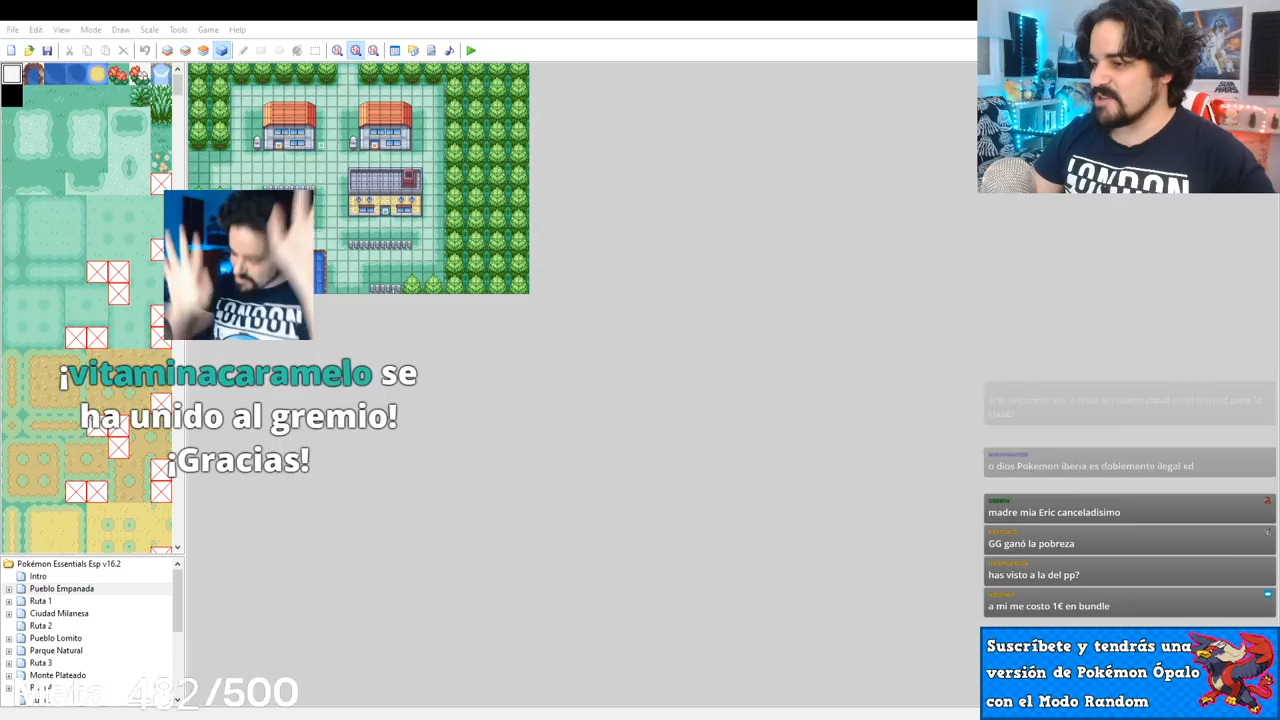 File Edit View Mode Draw Scale Tools Game Help
¡vitaminacaramelo se
ha unido al gremio!
¡Gracias!
Pokémon Essentials Esp v16.2
Intro
Pueblo Empanada
Ruta 1
Ciudad Milanesa
Ruta 2
Pueblo Lomito
Parque Natural
Ruta 3
Monte Plateado
Meta 482/500
LONDON
LONDON
o dios Pokemon iberia es doblemente ilegal xd
madre mia Eric canceladisimo
GG ganó la pobreza
has visto a la del pp?
a mi me costo 1€ en bundle
Suscríbete y tendrás una
versión de Pokémon Ópalo
con el Modo Random